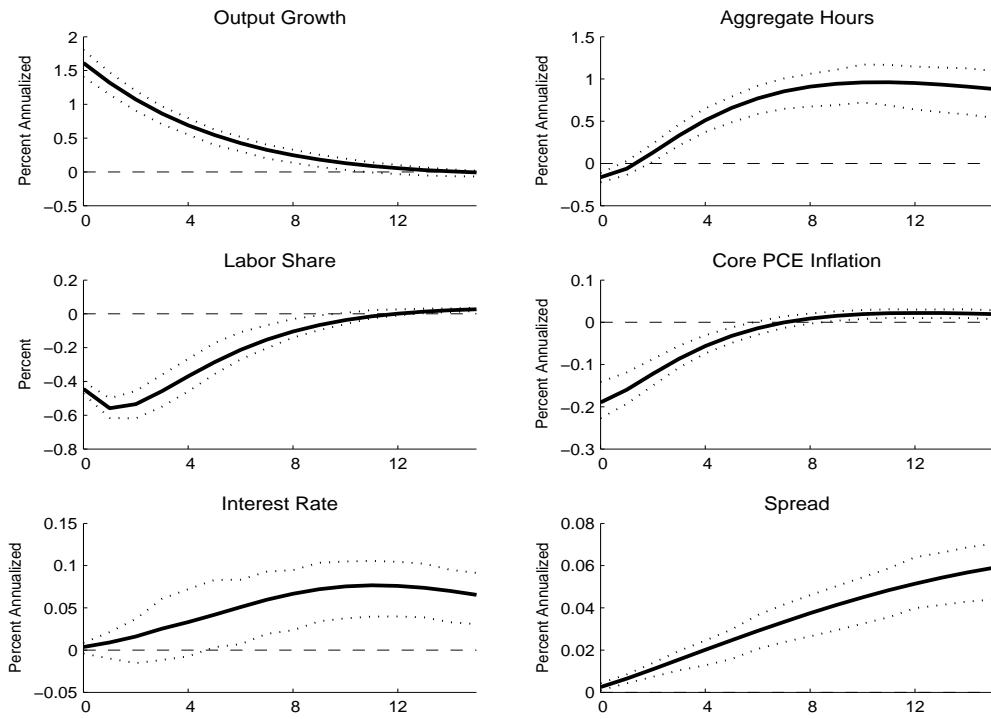 Output Growth
Percent Annualized
2
1.5
1
0.5
0
−0.5
0 4 8 12
Aggregate Hours
Percent Annualized
1.5
1
0.5
0
−0.5
0 4 8 12
Labor Share
Percent
0.2
0
−0.2
−0.4
−0.6
−0.8
0 4 8 12
Core PCE Inflation
Percent Annualized
0.1
0
−0.1
−0.2
−0.3
0 4 8 12
Interest Rate
Percent Annualized
0.15
0.1
0.05
0
−0.05
0 4 8 12
Spread
Percent Annualized
0.08
0.06
0.04
0.02
0
0 4 8 12